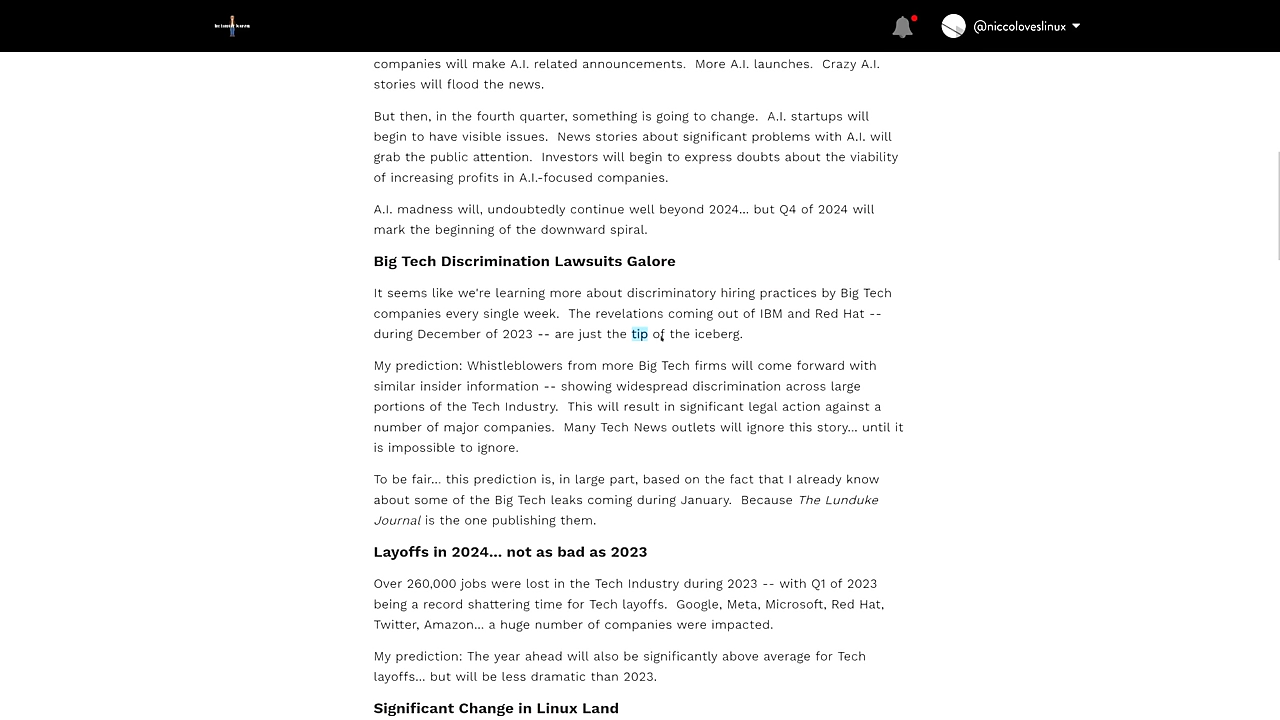 @niccoloveslinux
companies will make A.I. related announcements.  More A.I. launches.  Crazy A.I.
stories will flood the news.
But then, in the fourth quarter, something is going to change.  A.I. startups will
begin to have visible issues.  News stories about significant problems with A.I. will
grab the public attention.  Investors will begin to express doubts about the viability
of increasing profits in A.I.-focused companies.
A.I. madness will, undoubtedly continue well beyond 2024... but Q4 of 2024 will
mark the beginning of the downward spiral.
Big Tech Discrimination Lawsuits Galore
It seems like we're learning more about discriminatory hiring practices by Big Tech
companies every single week.  The revelations coming out of IBM and Red Hat --
during December of 2023 -- are just the tip of the iceberg.
My prediction: Whistleblowers from more Big Tech firms will come forward with
similar insider information -- showing widespread discrimination across large
portions of the Tech Industry.  This will result in significant legal action against a
number of major companies.  Many Tech News outlets will ignore this story... until it
is impossible to ignore.
To be fair... this prediction is, in large part, based on the fact that I already know
about some of the Big Tech leaks coming during January.  Because The Lunduke
Journal is the one publishing them.
Layoffs in 2024... not as bad as 2023
Over 260,000 jobs were lost in the Tech Industry during 2023 -- with Q1 of 2023
being a record shattering time for Tech layoffs.  Google, Meta, Microsoft, Red Hat,
Twitter, Amazon... a huge number of companies were impacted.
My prediction: The year ahead will also be significantly above average for Tech
layoffs... but will be less dramatic than 2023.
Significant Change in Linux Land